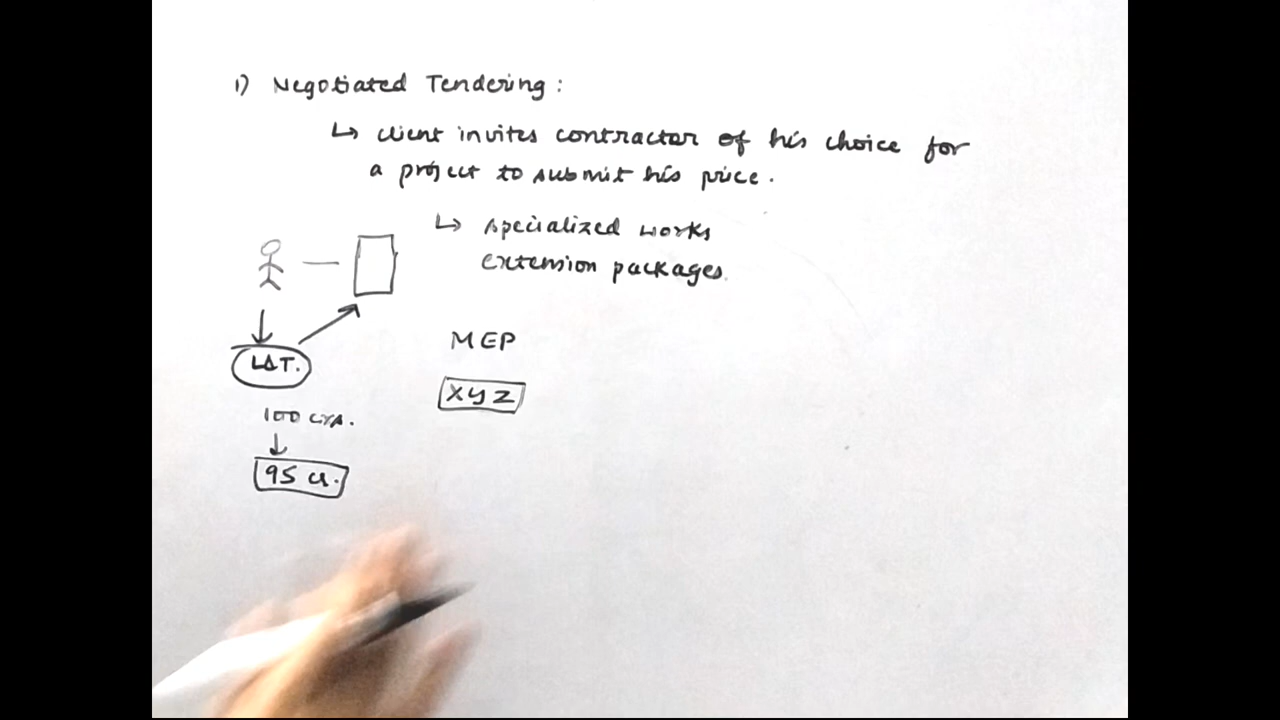 1) Negotiated Tendering :
↳ client invites contractor of his choice for
a project to submit his price.
↳ specialized works
extension packages.
L&T.
100 crs.
↓
95 cr.
MEP
XYZ